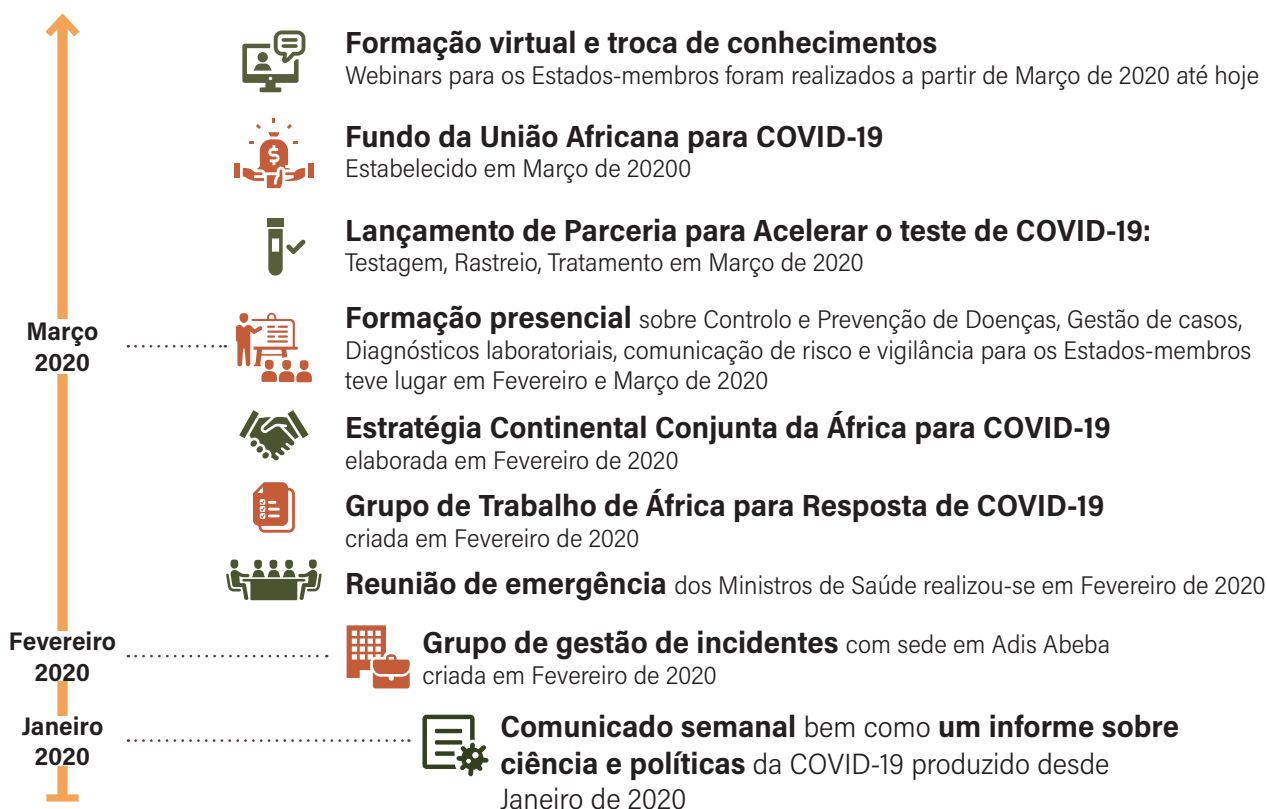 Formação virtual e troca de conhecimentos
Webinars para os Estados-membros foram realizados a partir de Março de 2020 até hoje
Fundo da União Africana para COVID-19
Estabelecido em Março de 20200
Lançamento de Parceria para Acelerar o teste de COVID-19:
Testagem, Rastreio, Tratamento em Março de 2020
Março
2020
Formação presencial sobre Controlo e Prevenção de Doenças, Gestão de casos,
Diagnósticos laboratoriais, comunicação de risco e vigilância para os Estados-membros
teve lugar em Fevereiro e Março de 2020
Estratégia Continental Conjunta da África para COVID-19
elaborada em Fevereiro de 2020
Grupo de Trabalho de África para Resposta de COVID-19
criada em Fevereiro de 2020
Reunião de emergência dos Ministros de Saúde realizou-se em Fevereiro de 2020
Fevereiro
2020
Grupo de gestão de incidentes com sede em Adis Abeba
criada em Fevereiro de 2020
Janeiro
2020
Comunicado semanal bem como um informe sobre
ciência e políticas da COVID-19 produzido desde
Janeiro de 2020